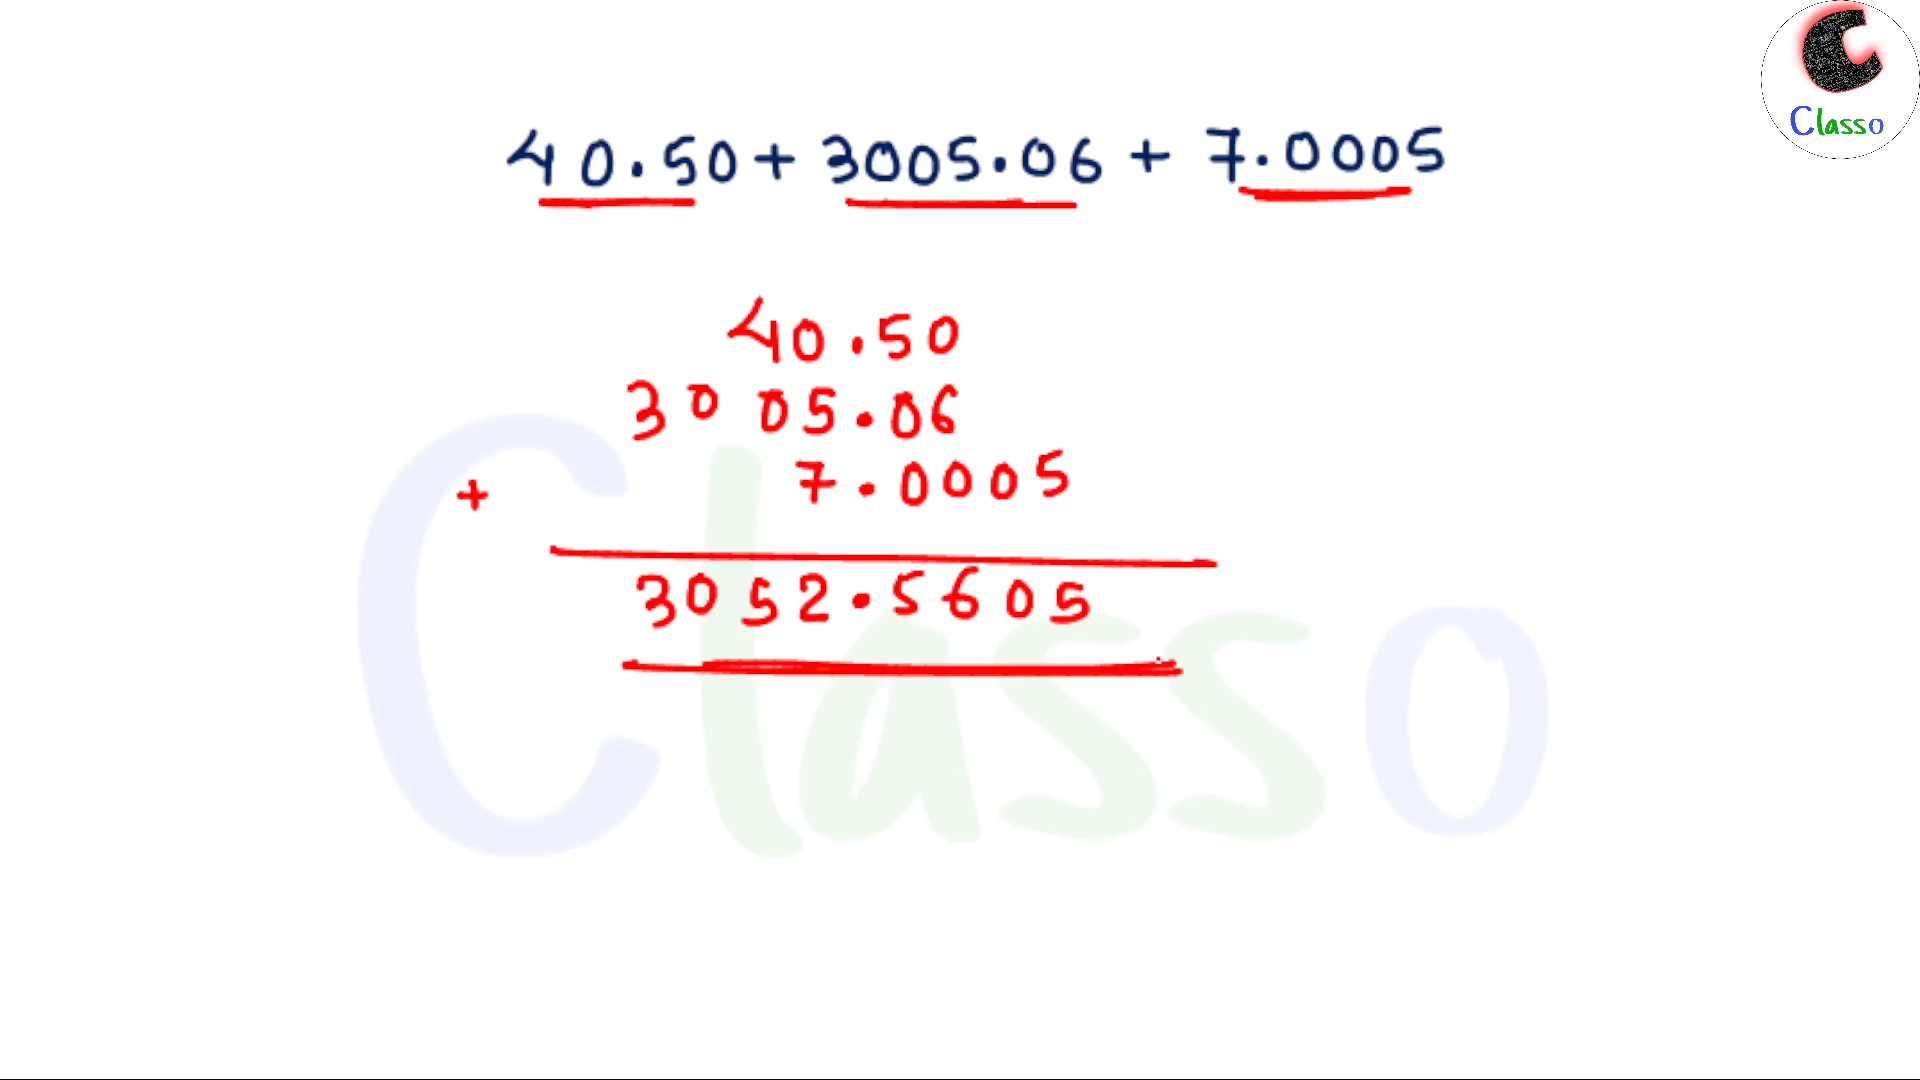 Classo
40.50 + 3005.06 + 7.0005
40.50
3005.06
+ 7.0005
3052.5605
Classo